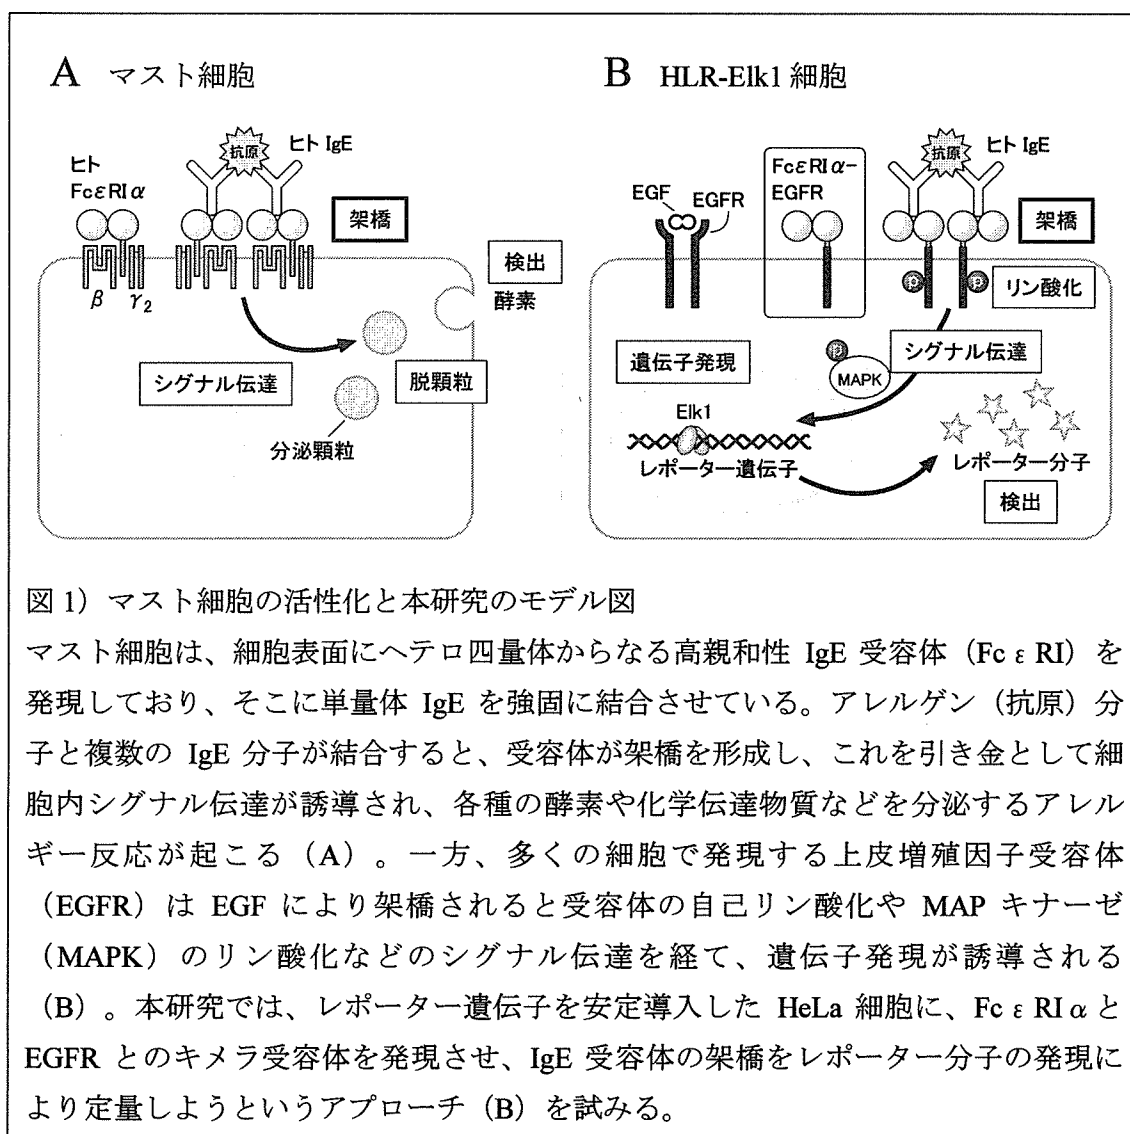 A マスト細胞
B HLR-Elk1 細胞
ヒト
FcεRIα
抗原
ヒト IgE
架橋
検出
酵素
β
γ2
シグナル伝達
脱顆粒
分泌顆粒
EGF
EGFR
FcεRIα-
EGFR
抗原
ヒト IgE
架橋
P
P
リン酸化
遺伝子発現
P
MAPK
シグナル伝達
Elk1
レポーター遺伝子
レポーター分子
検出
図 1）マスト細胞の活性化と本研究のモデル図
マスト細胞は、細胞表面にヘテロ四量体からなる高親和性 IgE 受容体（Fc ε RI）を
発現しており、そこに単量体 IgE を強固に結合させている。アレルゲン（抗原）分
子と複数の IgE 分子が結合すると、受容体が架橋を形成し、これを引き金として細
胞内シグナル伝達が誘導され、各種の酵素や化学伝達物質などを分泌するアレル
ギー反応が起こる（A）。一方、多くの細胞で発現する上皮増殖因子受容体
（EGFR）は EGF により架橋されると受容体の自己リン酸化や MAP キナーゼ
（MAPK）のリン酸化などのシグナル伝達を経て、遺伝子発現が誘導される
（B）。本研究では、レポーター遺伝子を安定導入した HeLa 細胞に、Fc ε RI α と
EGFR とのキメラ受容体を発現させ、IgE 受容体の架橋をレポーター分子の発現に
より定量しようというアプローチ（B）を試みる。